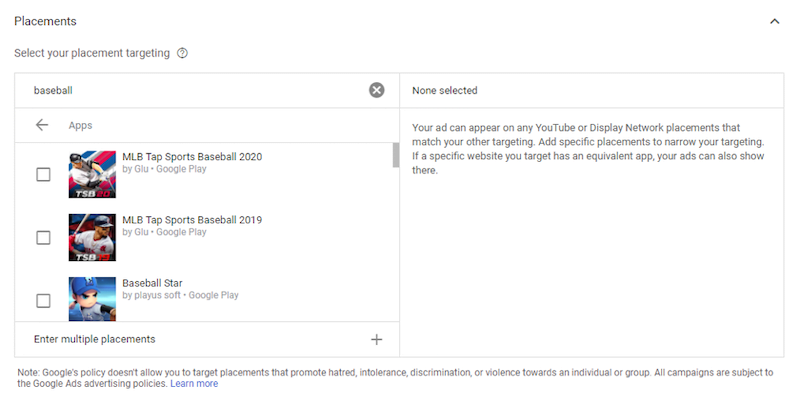 Placements
Select your placement targeting
baseball
None selected
Apps
Your ad can appear on any YouTube or Display Network placements that
match your other targeting. Add specific placements to narrow your targeting.
If a specific website you target has an equivalent app, your ads can also show
there.
MLB Tap Sports Baseball 2020
by Glu • Google Play
TSB20
MLB Tap Sports Baseball 2019
by Glu • Google Play
TSB19
Baseball Star
by playus soft • Google Play
Enter multiple placements
Note: Google's policy doesn't allow you to target placements that promote hatred, intolerance, discrimination, or violence towards an individual or group. All campaigns are subject to
the Google Ads advertising policies. Learn more